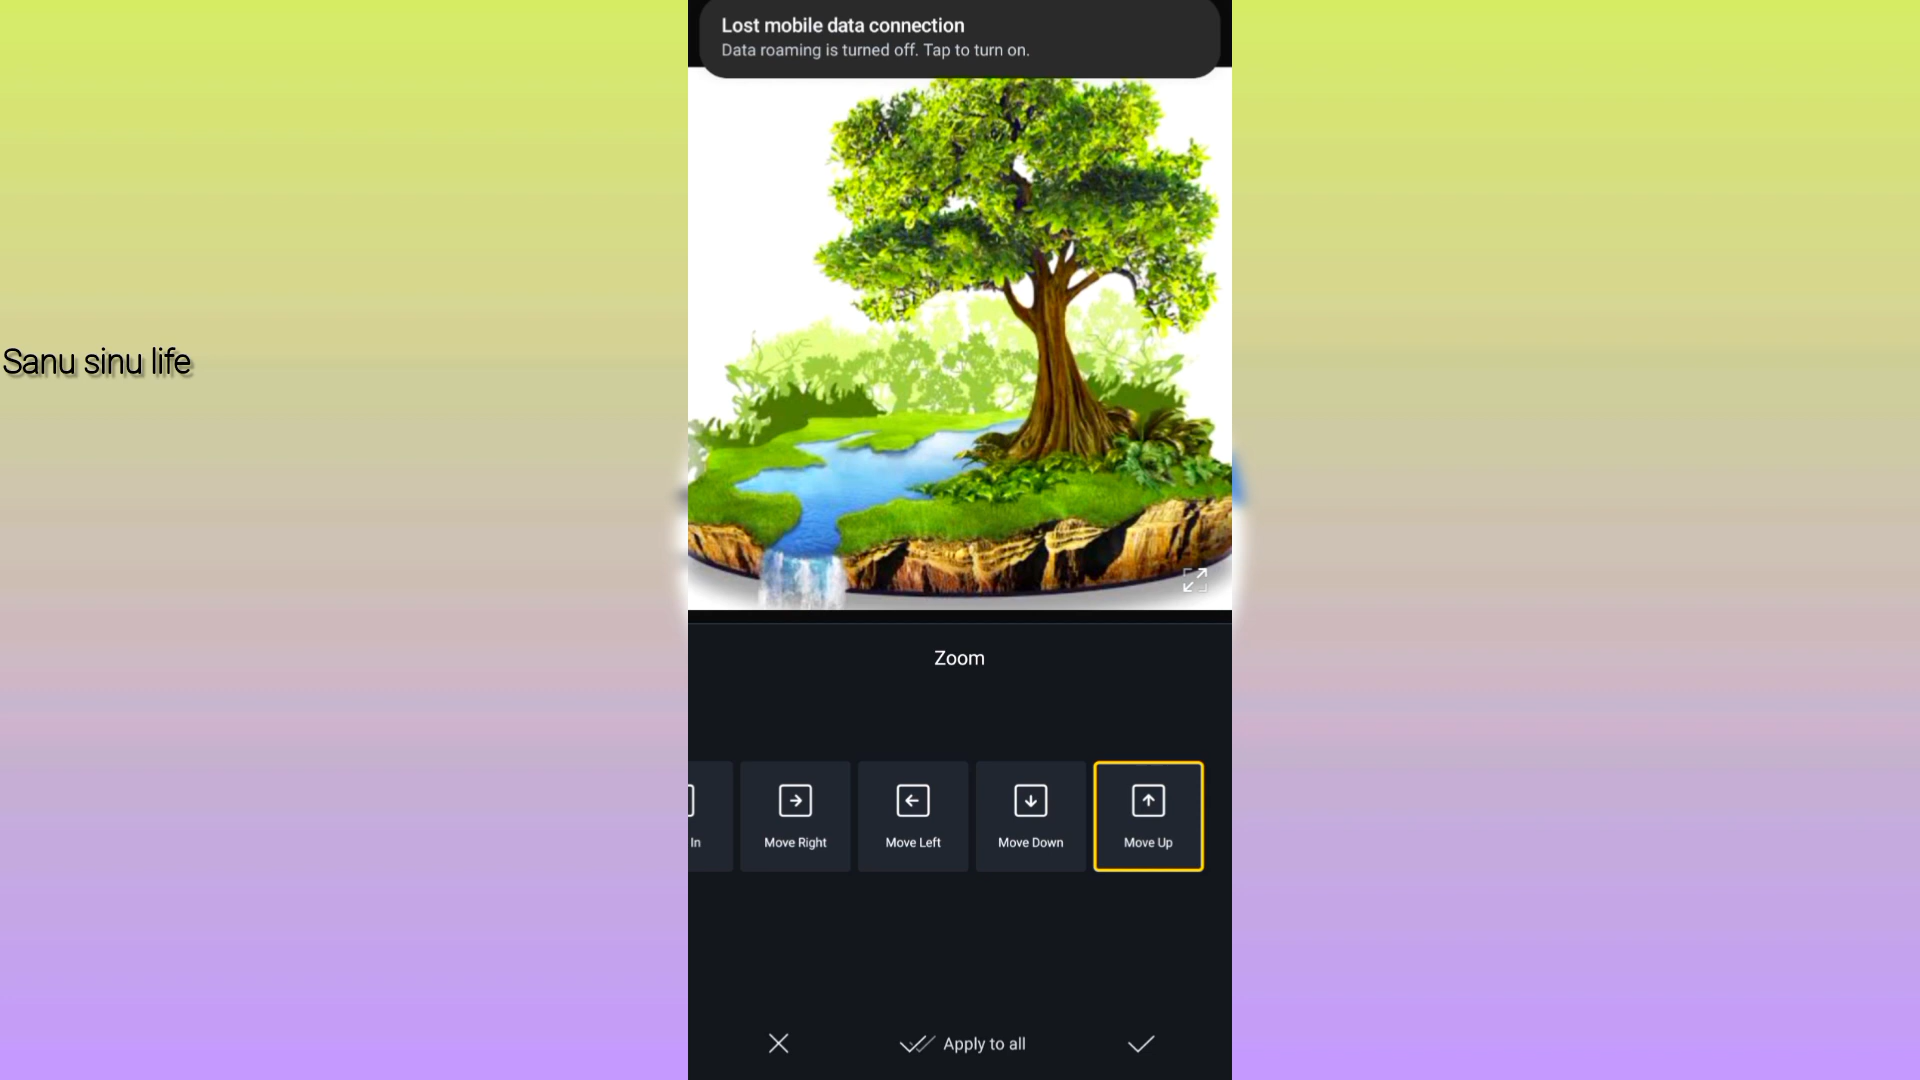 Lost mobile data connection
Data roaming is turned off. Tap to turn on.
Sanu sinu life
Zoom
In
Move Right
Move Left
Move Down
Move Up
Apply to all